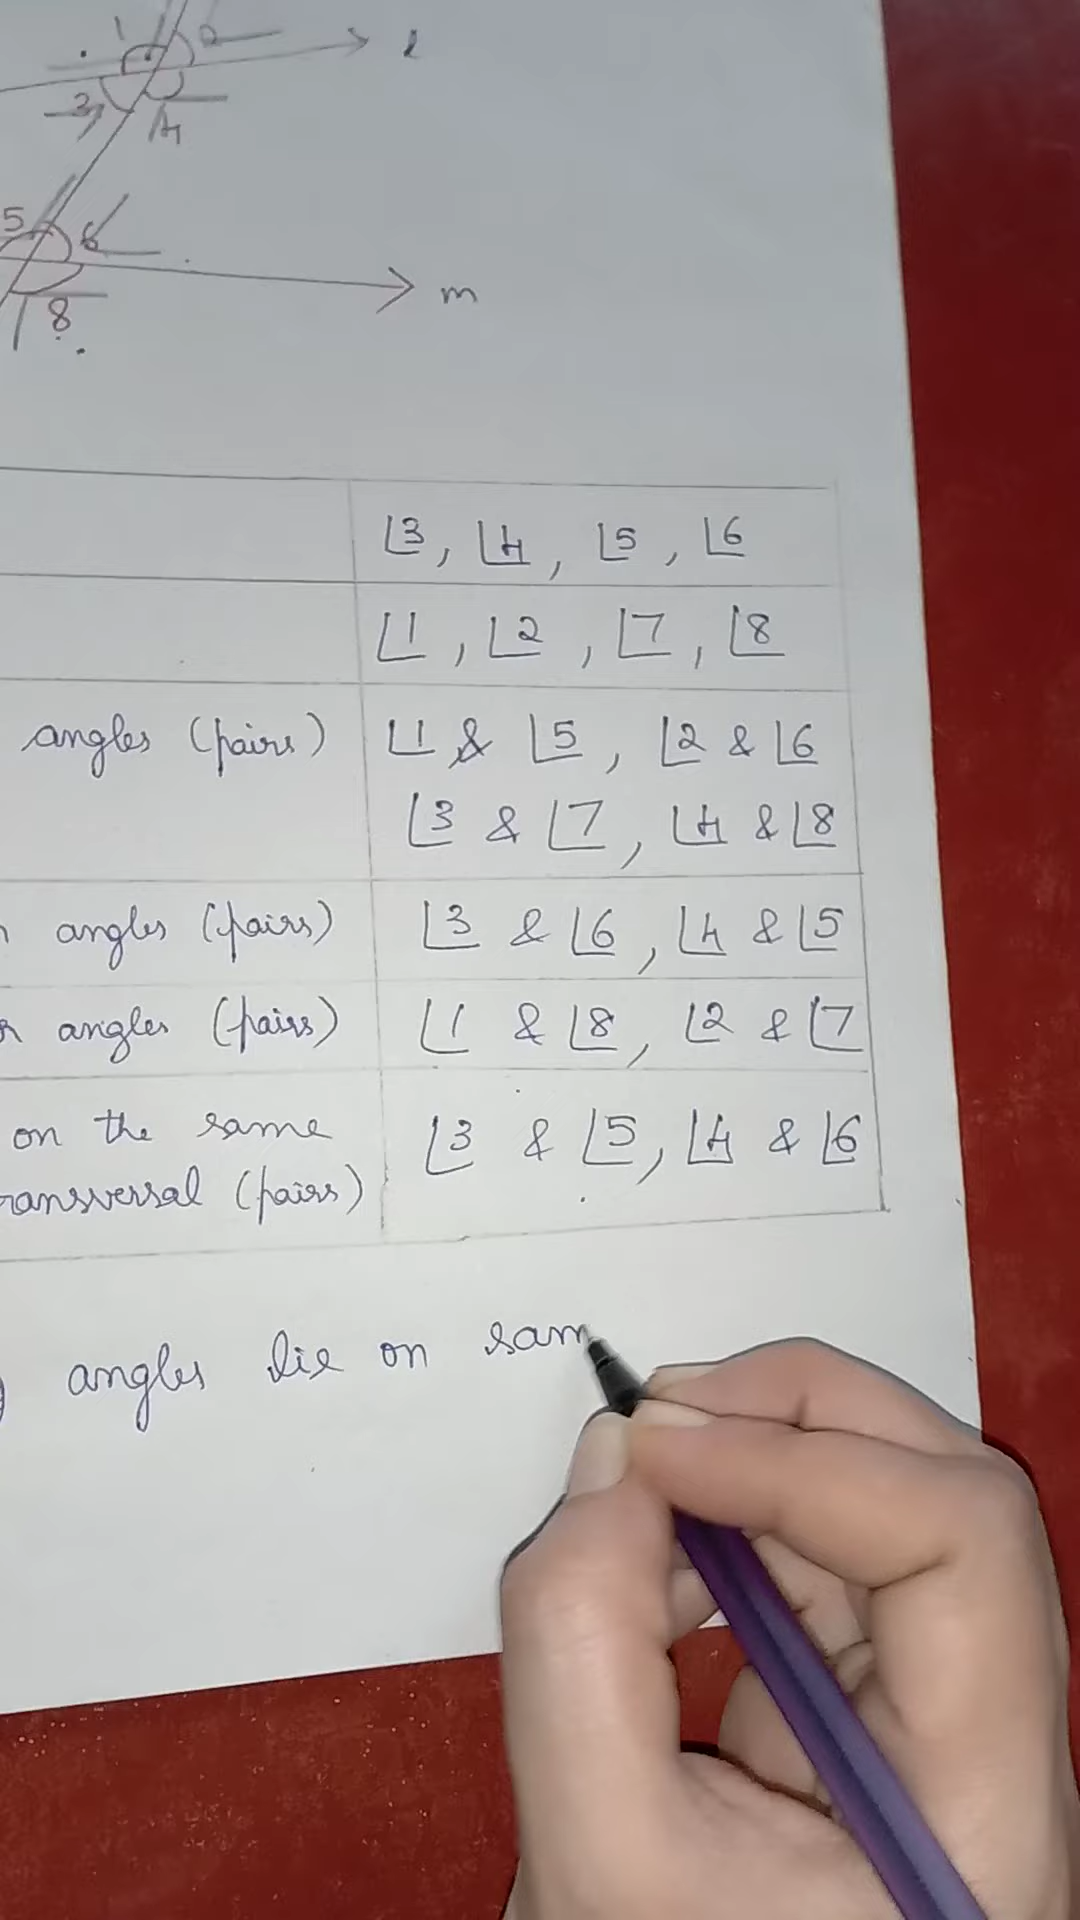 1 2 l
3 4
5 6
m
8
∠3, ∠4, ∠5, ∠6
∠1, ∠2, ∠7, ∠8
angles (pairs) ∠1 & ∠5, ∠2 & ∠6
∠3 & ∠7, ∠4 & ∠8
angles (pairs) ∠3 & ∠6, ∠4 & ∠5
angles (pairs) ∠1 & ∠8, ∠2 & ∠7
on the same ∠3 & ∠5, ∠4 & ∠6
ransversal (pairs)
angles lie on sam